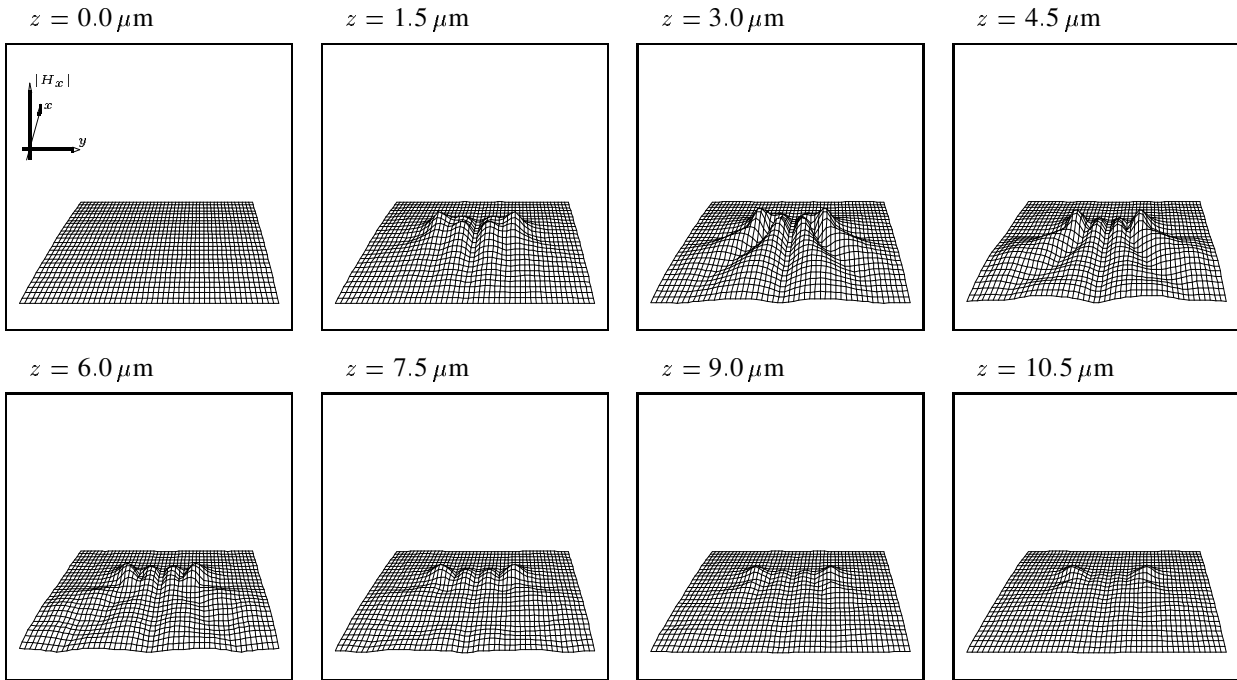 z = 0.0 μm
z = 1.5 μm
z = 3.0 μm
z = 4.5 μm
|Hₓ|
x
y
z = 6.0 μm
z = 7.5 μm
z = 9.0 μm
z = 10.5 μm